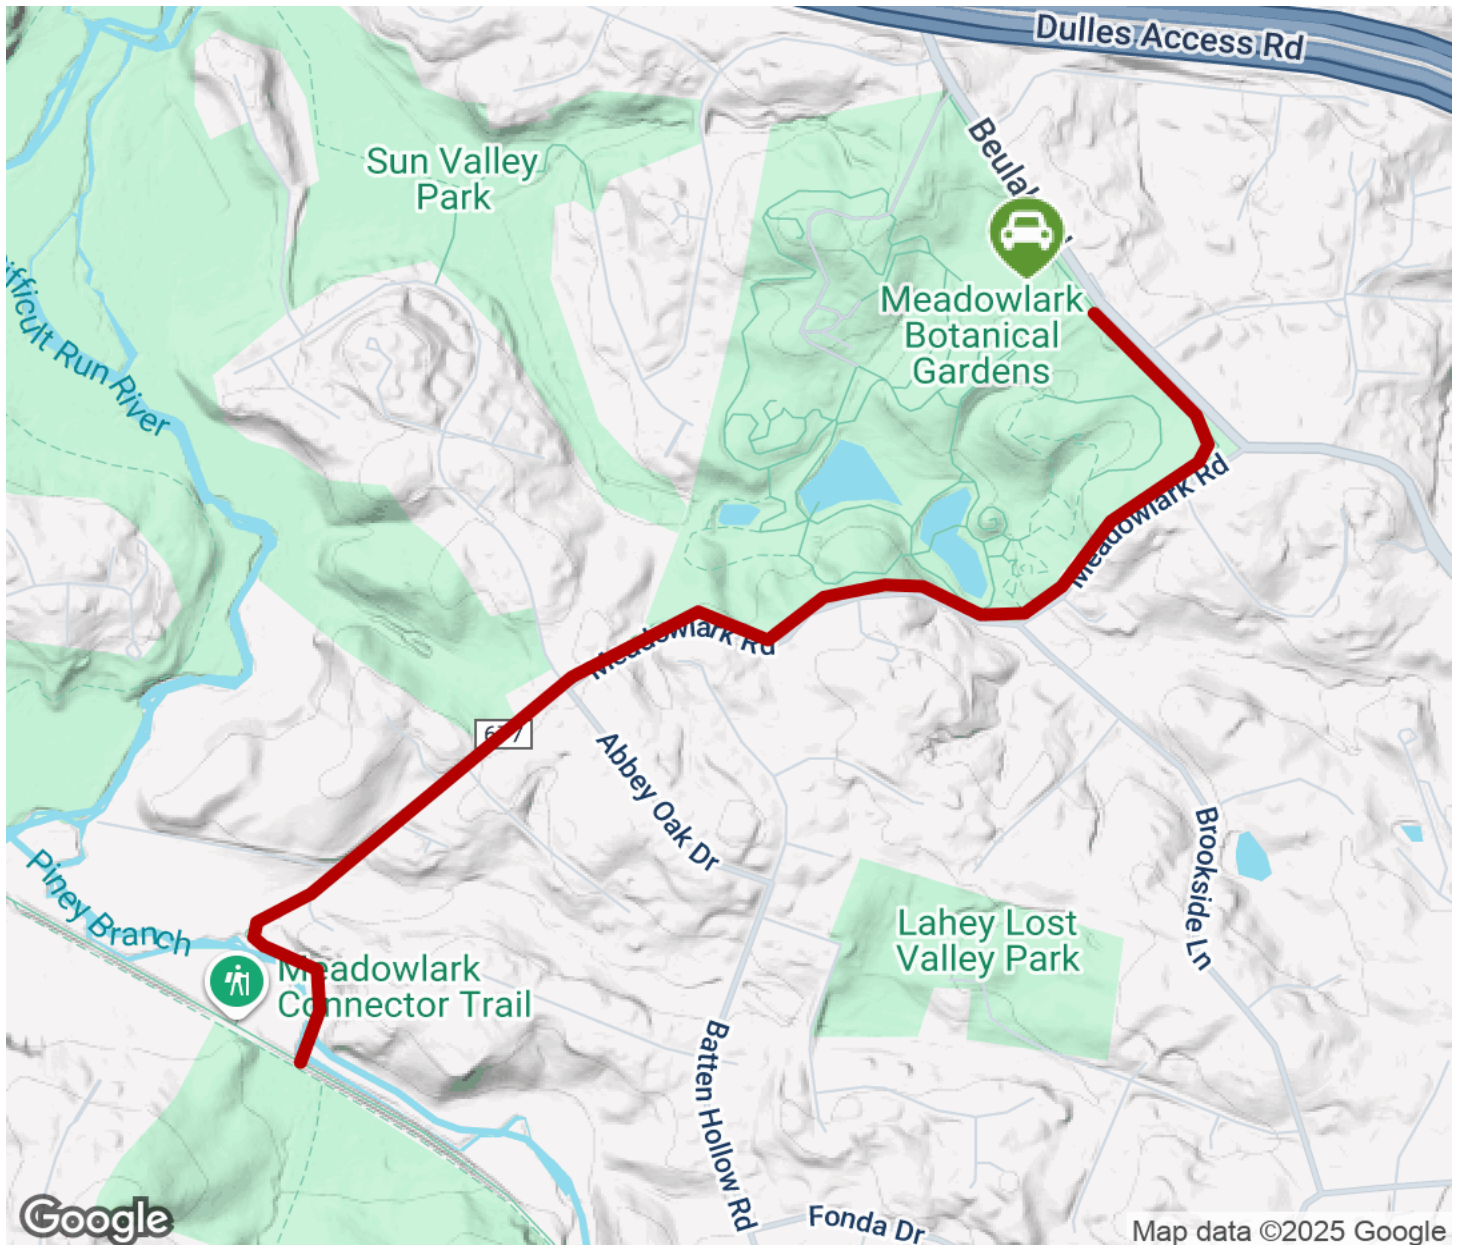 Dulles Access Rd
Sun Valley
Park
Meadowlark
Botanical
Gardens
Meadowlark Rd
Meadowlark Rd
Abbey Oak Dr
Piney Branch
Meadowlark
Connector Trail
Lahey Lost
Valley Park
Brookside Ln
Batten Hollow Rd
Fonda Dr
Google
Map data ©2025 Google